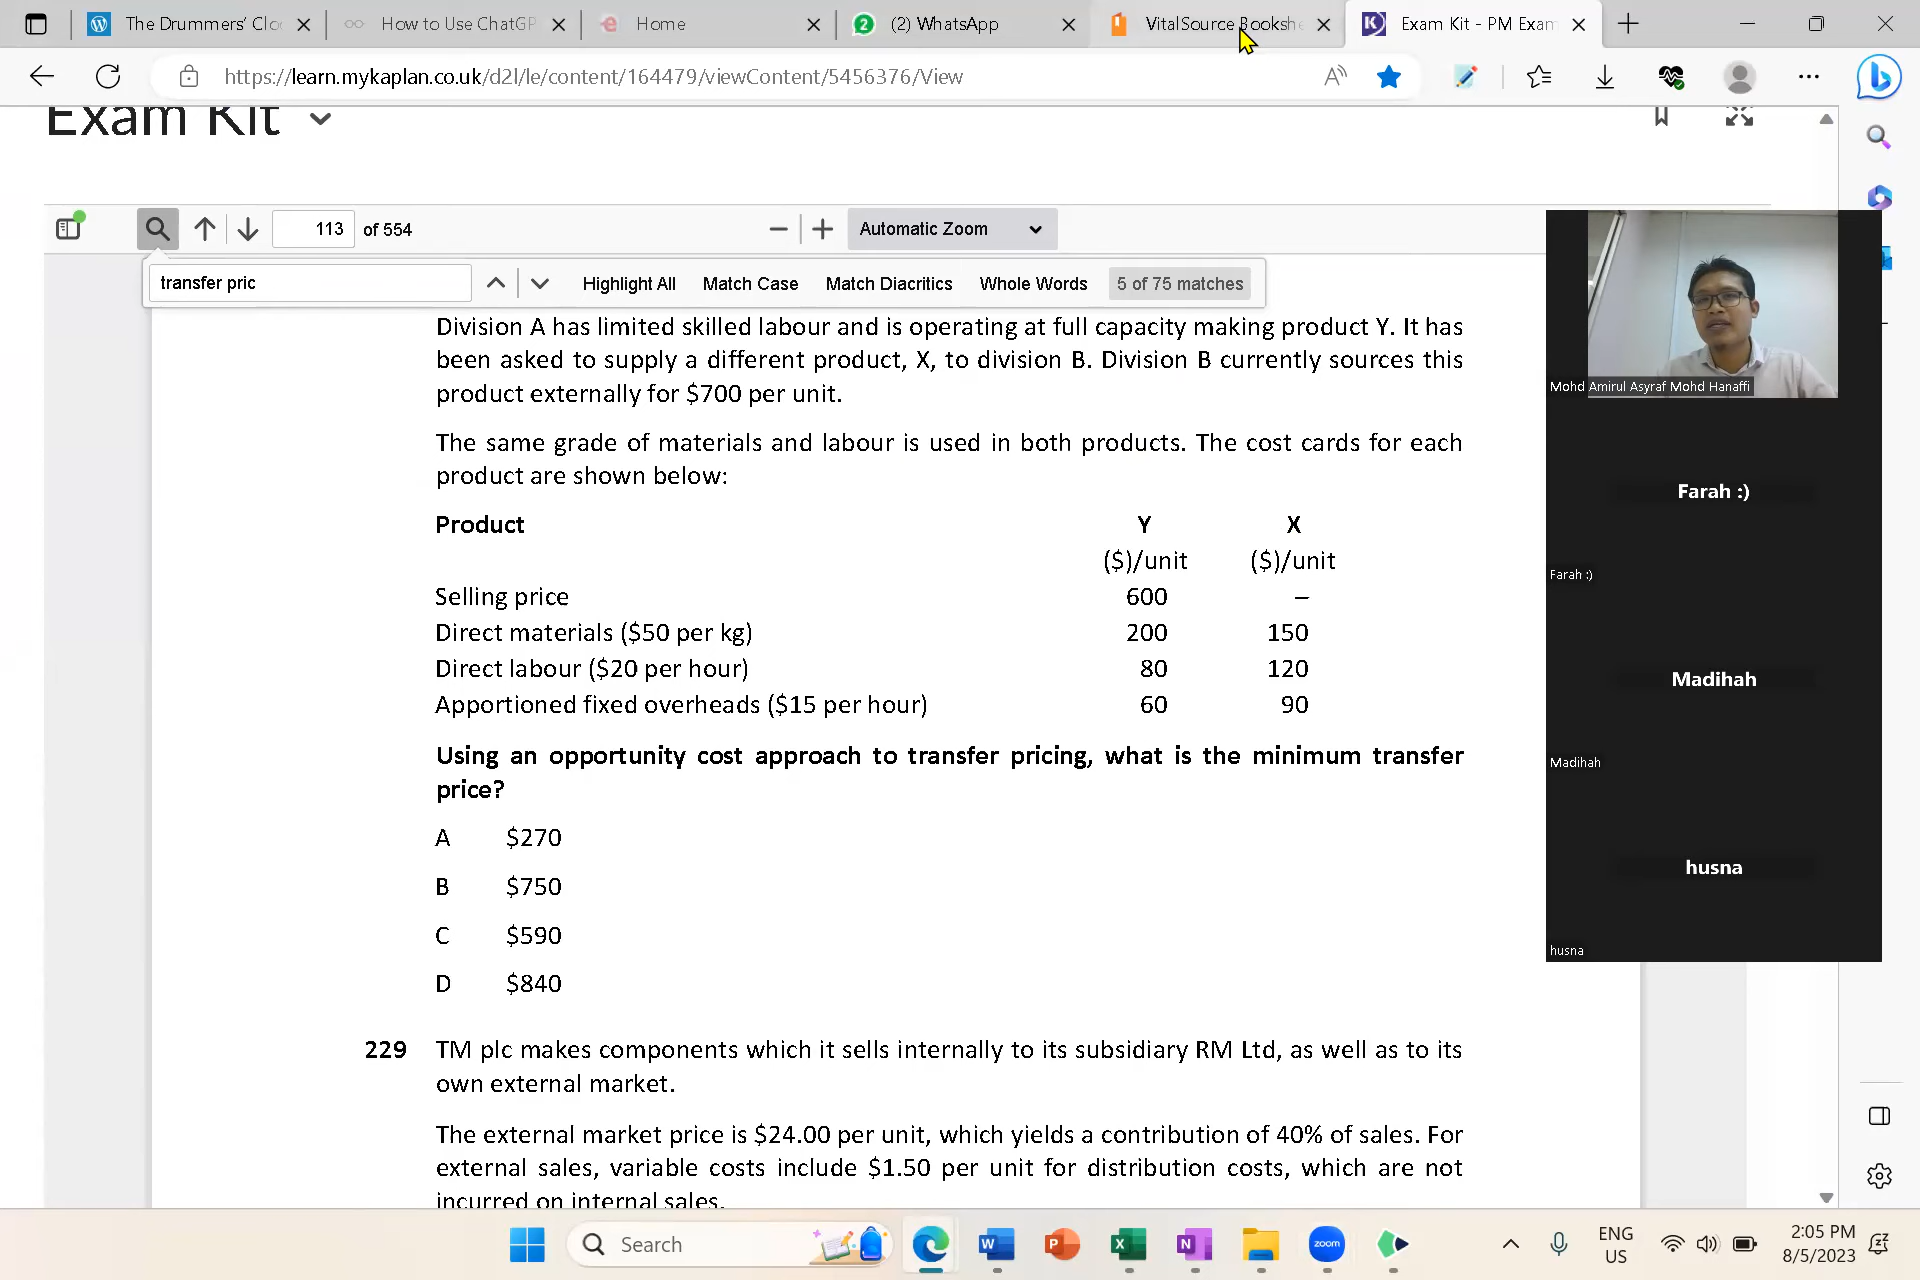 The Drummers' Clo
How to Use ChatGP
Home
(2) WhatsApp
VitalSource Bookshe
Exam Kit - PM Exam
https://learn.mykaplan.co.uk/d2l/le/content/164479/viewContent/5456376/View
Exam Kit
113 of 554
Automatic Zoom
transfer pric
Highlight All
Match Case
Match Diacritics
Whole Words
5 of 75 matches
Division A has limited skilled labour and is operating at full capacity making product Y. It has
been asked to supply a different product, X, to division B. Division B currently sources this
product externally for $700 per unit.
The same grade of materials and labour is used in both products. The cost cards for each
product are shown below:
Product Y X
($)/unit ($)/unit
Selling price 600 –
Direct materials ($50 per kg) 200 150
Direct labour ($20 per hour) 80 120
Apportioned fixed overheads ($15 per hour) 60 90
Using an opportunity cost approach to transfer pricing, what is the minimum transfer
price?
A $270
B $750
C $590
D $840
229 TM plc makes components which it sells internally to its subsidiary RM Ltd, as well as to its
own external market.
The external market price is $24.00 per unit, which yields a contribution of 40% of sales. For
external sales, variable costs include $1.50 per unit for distribution costs, which are not
incurred on internal sales.
Mohd Amirul Asyraf Mohd Hanaffi
Farah :)
Farah :)
Madihah
Madihah
husna
husna
Search
zoom
ENG
US
2:05 PM
8/5/2023